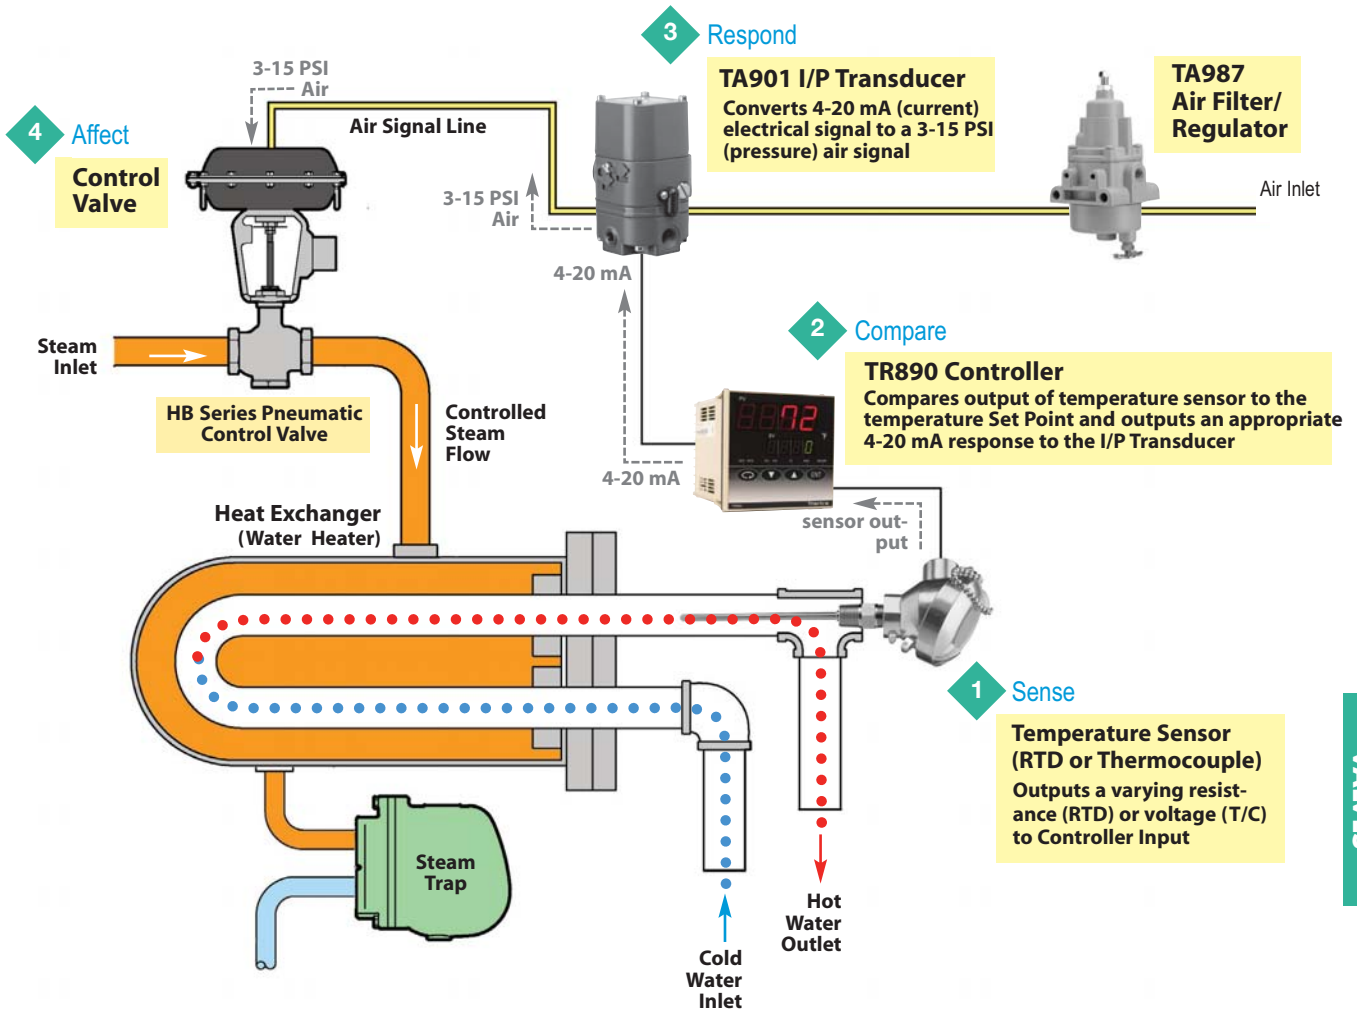 3
Respond
TA901 I/P Transducer
Converts 4-20 mA (current)
electrical signal to a 3-15 PSI
(pressure) air signal
TA987
Air Filter/
Regulator
Air Inlet
3-15 PSI
Air
Air Signal Line
4
Affect
Control
Valve
3-15 PSI
Air
4-20 mA
2
Compare
TR890 Controller
Compares output of temperature sensor to the
temperature Set Point and outputs an appropriate
4-20 mA response to the I/P Transducer
Steam
Inlet
HB Series Pneumatic
Control Valve
Controlled
Steam
Flow
PV
72
SV
0
ENT
4-20 mA
sensor out-
put
Heat Exchanger
(Water Heater)
1
Sense
Temperature Sensor
(RTD or Thermocouple)
Outputs a varying resist-
ance (RTD) or voltage (T/C)
to Controller Input
Steam
Trap
Hot
Water
Outlet
Cold
Water
Inlet